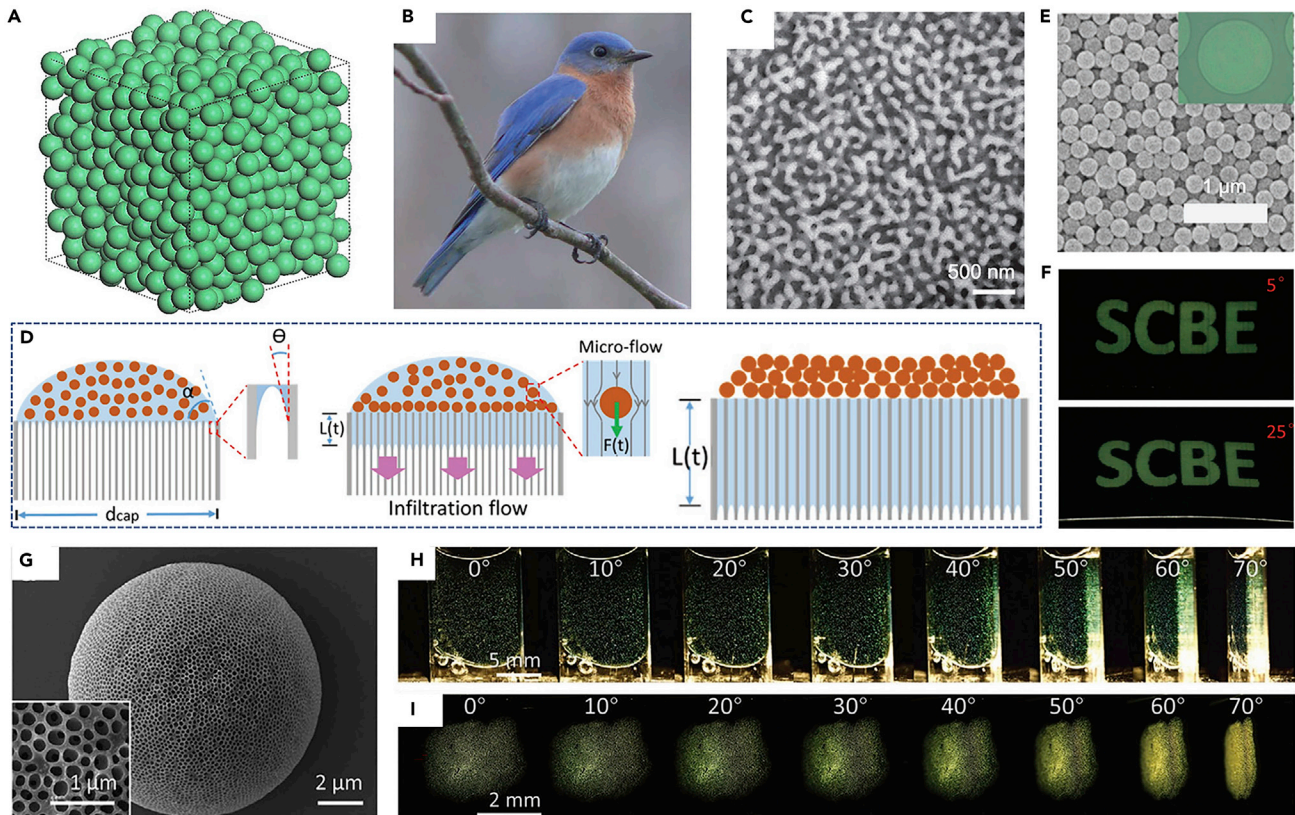 A
B
C
500 nm
E
1 µm
F
5°
SCBE
25°
SCBE
D
α
dcap
Θ
L(t)
Infiltration flow
Micro-flow
F(t)
L(t)
G
1 µm
2 µm
H
0° 10° 20° 30° 40° 50° 60° 70°
5 mm
I
0° 10° 20° 30° 40° 50° 60° 70°
2 mm